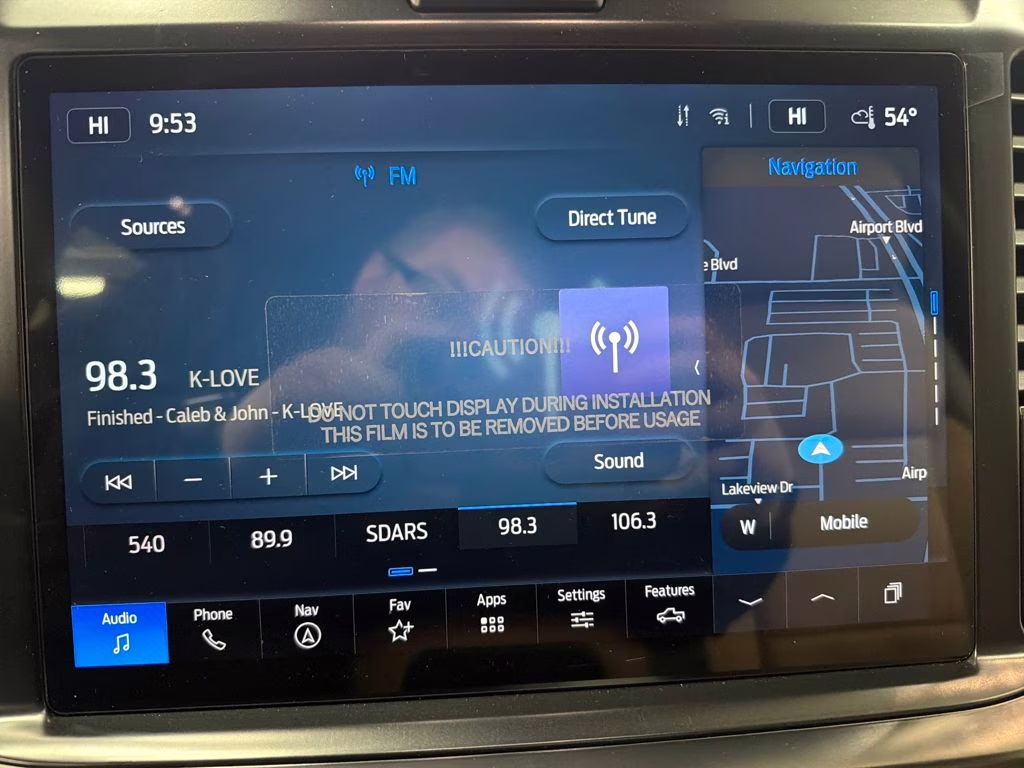 HI 9:53 HI 54°
FM
Navigation
Sources
Direct Tune
Airport Blvd
e Blvd
!!!CAUTION!!!
98.3 K-LOVE
Finished - Caleb & John - K-LOVE
DO NOT TOUCH DISPLAY DURING INSTALLATION
THIS FILM IS TO BE REMOVED BEFORE USAGE
Sound
Airp
Lakeview Dr
W Mobile
540 89.9 SDARS 98.3 106.3
Audio Phone Nav Fav Apps Settings Features